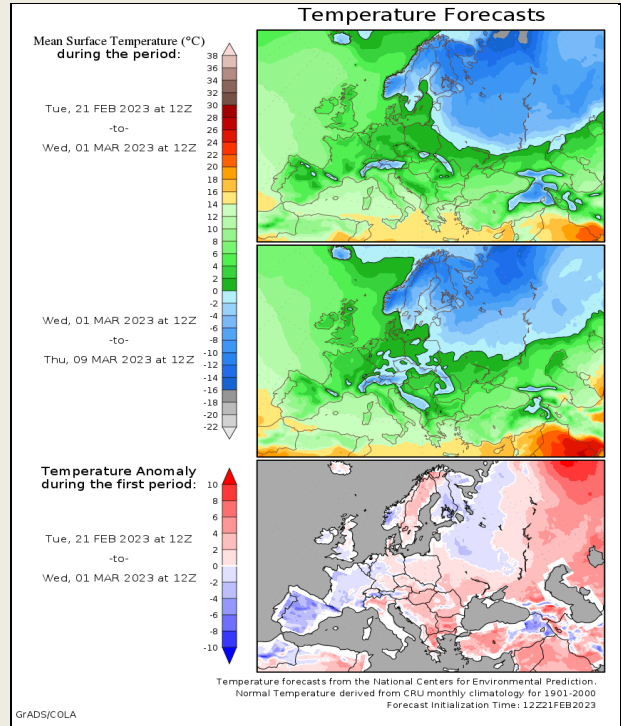 Temperature Forecasts
Mean Surface Temperature (°C)
during the period:
Tue, 21 FEB 2023 at 12Z
-to-
Wed, 01 MAR 2023 at 12Z
38
36
34
32
30
28
26
24
22
20
18
16
14
12
10
8
6
4
2
0
-2
-4
-6
-8
-10
-12
-14
-16
-18
-20
-22
Wed, 01 MAR 2023 at 12Z
-to-
Thu, 09 MAR 2023 at 12Z
Temperature Anomaly
during the first period:
Tue, 21 FEB 2023 at 12Z
-to-
Wed, 01 MAR 2023 at 12Z
10
8
6
4
2
0
-2
-4
-6
-8
-10
Temperature forecasts from the National Centers for Environmental Prediction.
Normal Temperature derived from CRU monthly climatology for 1901-2000
Forecast Initialization Time: 12Z21FEB2023
GrADS/COLA